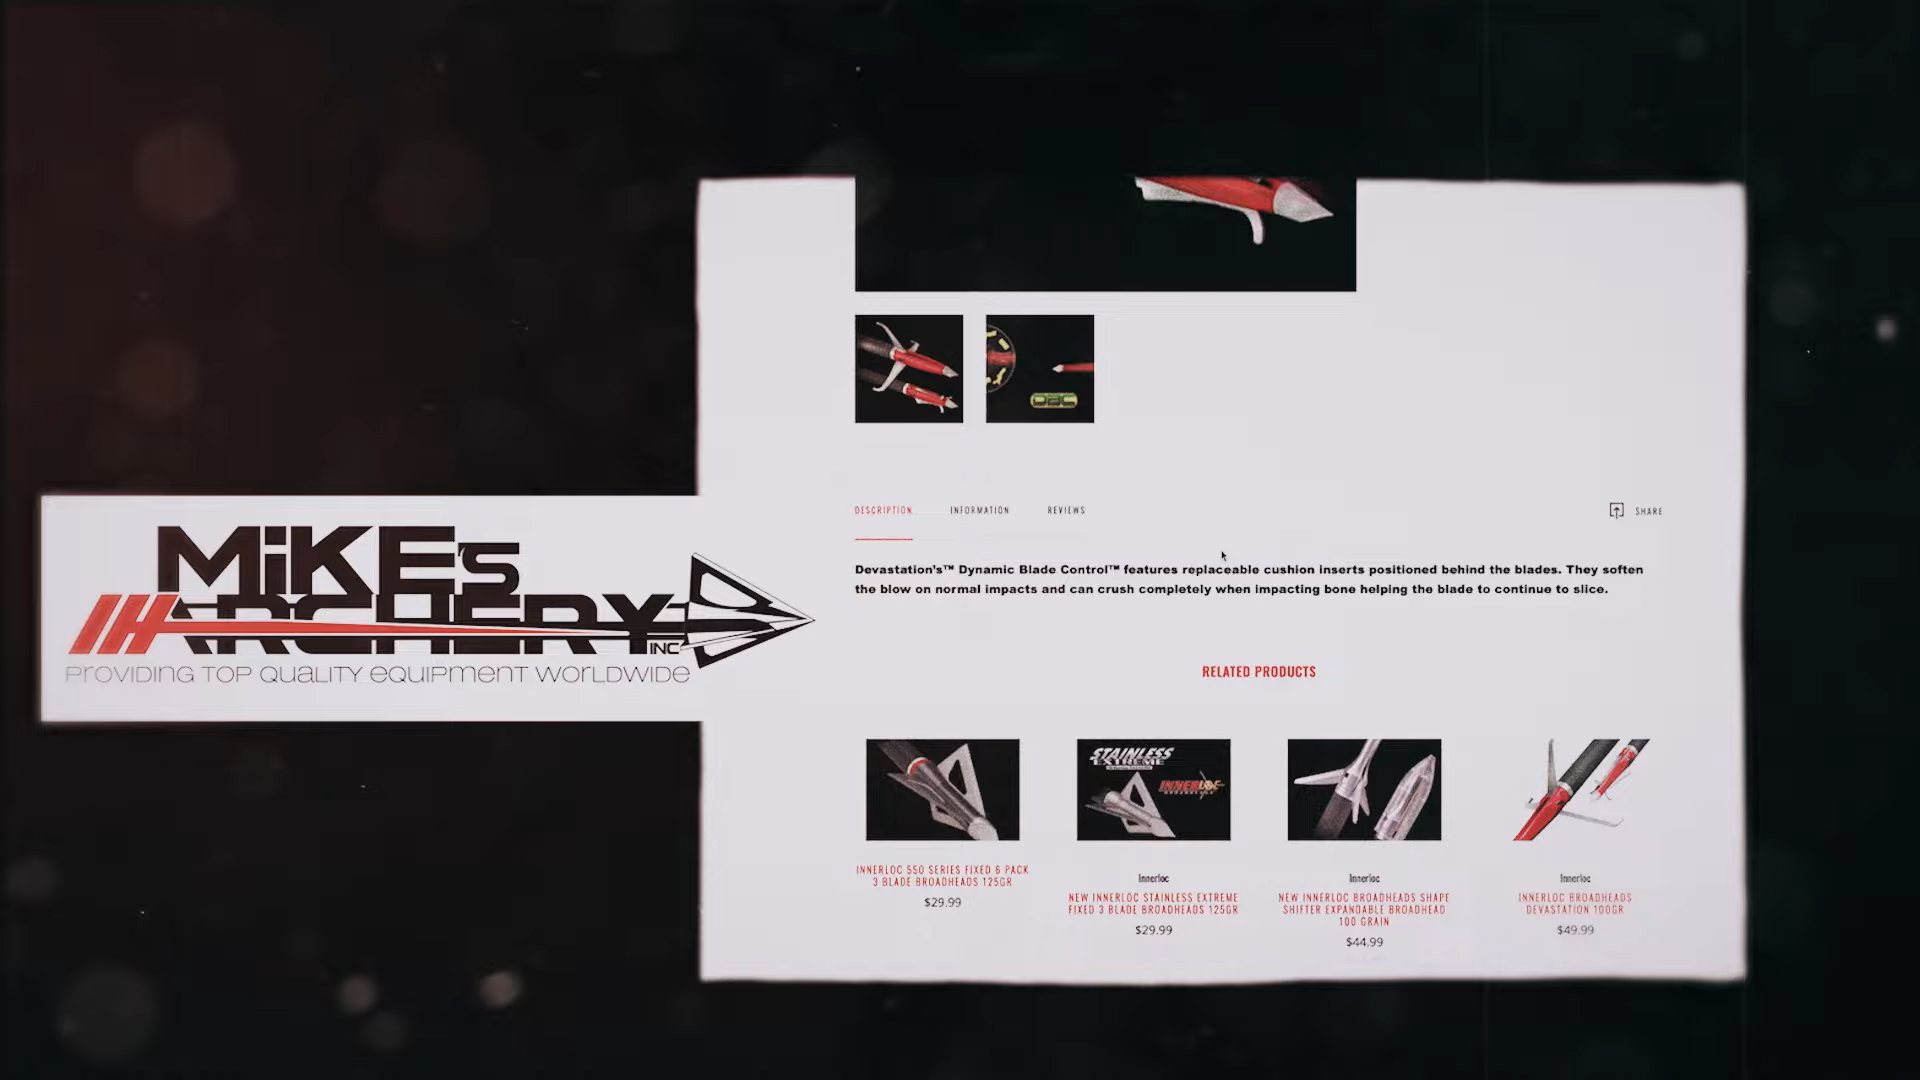 MiKE's
ARCHERY
INC
PROVIDING TOP QUALITY EQUIPMENT WORLDWIDE
DESCRIPTION INFORMATION REVIEWS SHARE
Devastation's™ Dynamic Blade Control™ features replaceable cushion inserts positioned behind the blades. They soften
the blow on normal impacts and can crush completely when impacting bone helping the blade to continue to slice.
RELATED PRODUCTS
STAINLESS
EXTREME
INNERLOC
INNERLOC 550 SERIES FIXED 6 PACK
3 BLADE BROADHEADS 125GR
$29.99
Innerloc
NEW INNERLOC STAINLESS EXTREME
FIXED 3 BLADE BROADHEADS 125GR
$29.99
Innerloc
NEW INNERLOC BROADHEADS SHAPE
SHIFTER EXPANDABLE BROADHEAD
100 GRAIN
$44.99
Innerloc
INNERLOC BROADHEADS
DEVASTATION 100GR
$49.99